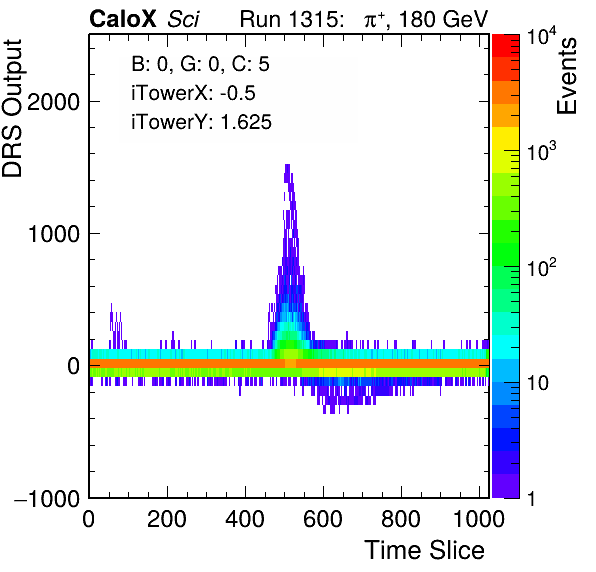 CaloX Sci Run 1315: π⁺, 180 GeV
B: 0, G: 0, C: 5
iTowerX: -0.5
iTowerY: 1.625
DRS Output
2000
1000
0
−1000
0 200 400 600 800 1000
Time Slice
Events
10⁴
10³
10²
10
1